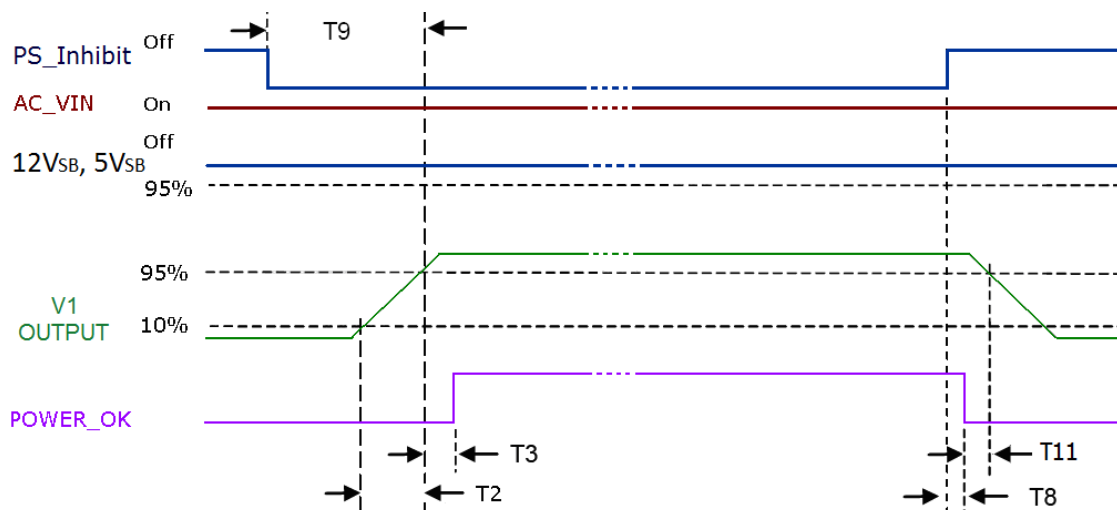 T9
PS_Inhibit Off
AC_VIN On
Off
12VSB, 5VSB
95%
95%
V1
OUTPUT
10%
POWER_OK
T3
T11
T2
T8